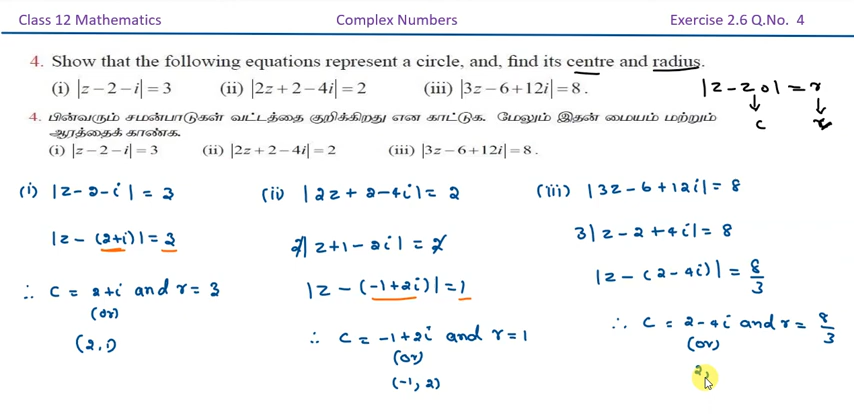 Class 12 Mathematics Complex Numbers Exercise 2.6 Q.No. 4
4. Show that the following equations represent a circle, and, find its centre and radius.
(i) |z−2−i| = 3 (ii) |2z+2−4i| = 2 (iii) |3z−6+12i| = 8.
|z−z0| = r
c r
4. பின்வரும் சமன்பாடுகள் வட்டத்தை குறிக்கிறது என காட்டுக. மேலும் இதன் மையம் மற்றும்
ஆரத்தைக் காண்க.
(i) |z−2−i| = 3 (ii) |2z+2−4i| = 2 (iii) |3z−6+12i| = 8.
(i) |z−2−i| = 3
|z−(2+i)| = 3
∴ C = 2+i and r = 3
(or)
(2,1)
(ii) |2z+2−4i| = 2
2|z+1−2i| = 2
|z−(−1+2i)| = 1
∴ C = −1+2i and r = 1
(or)
(−1, 2)
(iii) |3z−6+12i| = 8
3|z−2+4i| = 8
|z−(2−4i)| = 8/3
∴ C = 2−4i and r = 8/3
(or)
2,